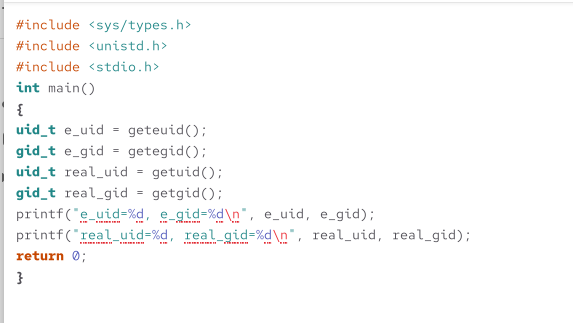 #include <sys/types.h>
#include <unistd.h>
#include <stdio.h>
int main()
{
uid_t e_uid = geteuid();
gid_t e_gid = getegid();
uid_t real_uid = getuid();
gid_t real_gid = getgid();
printf("e_uid=%d, e_gid=%d\n", e_uid, e_gid);
printf("real_uid=%d, real_gid=%d\n", real_uid, real_gid);
return 0;
}